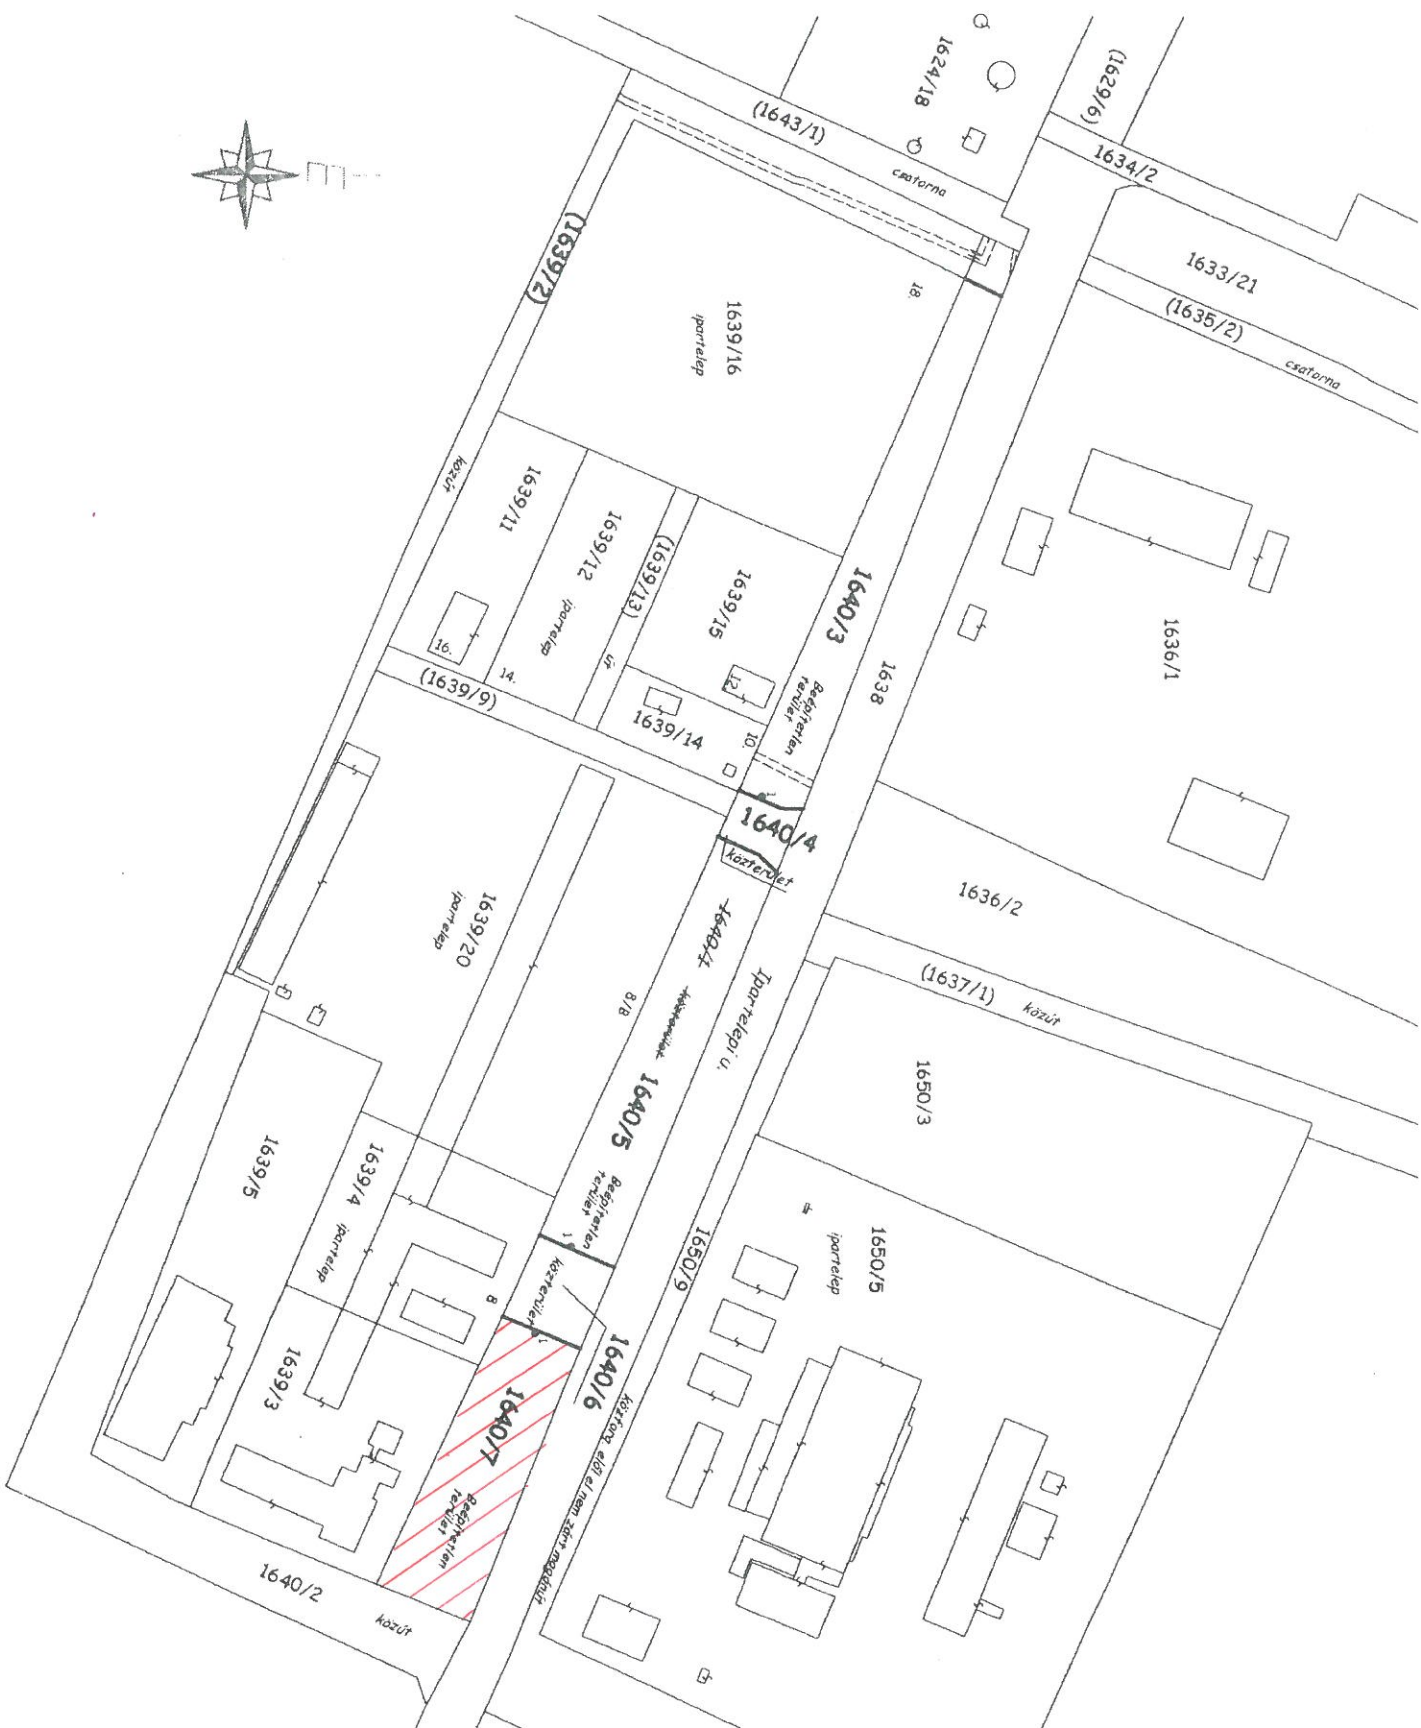 1624/18
(1629/6)
(1643/1)
csatorna
1634/2
1633/21
(1635/2)
csatorna
É
(1639/2)
18.
1639/16
ipartelep
közút
1639/11
1639/12
ipartelep
(1639/13)
út
1639/15
1640/3
Beépítetlen
terület
1638
1636/1
16.
14.
12.
10.
(1639/9)
1639/14
1
1640/4
közterület
1636/2
(1637/1)
közút
1639/20
ipartelep
8/B
1640/1
közterület
1640/5
Ipartelepi u.
Beépítetlen
terület
1
1650/3
1639/5
1639/4
ipartelep
1650/9
1650/5
ipartelep
közterület
8
1
1640/6
közforg. elől el nem zárt magánút
1639/3
1640/7
Beépítetlen
terület
1640/2
közút